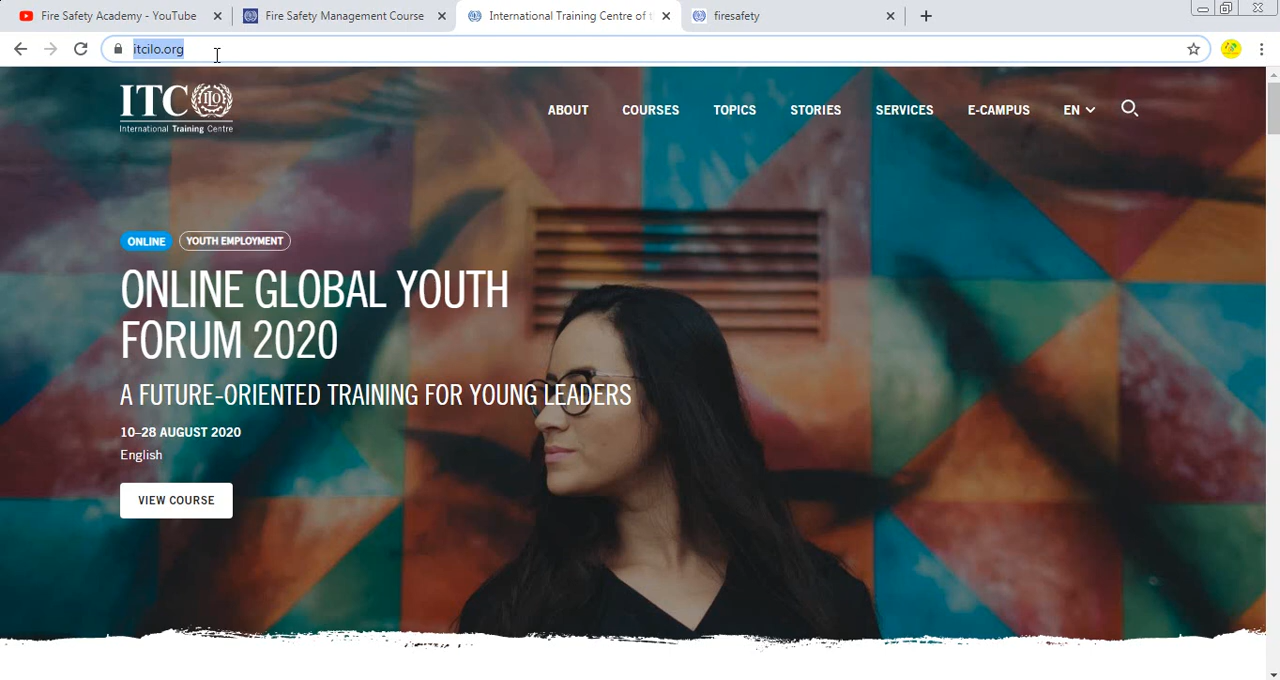 Fire Safety Academy - YouTube
Fire Safety Management Course
International Training Centre of t
firesafety
itcilo.org
ITC
International Training Centre
ABOUT
COURSES
TOPICS
STORIES
SERVICES
E-CAMPUS
EN
ONLINE
YOUTH EMPLOYMENT
ONLINE GLOBAL YOUTH
FORUM 2020
A FUTURE-ORIENTED TRAINING FOR YOUNG LEADERS
10–28 AUGUST 2020
English
VIEW COURSE